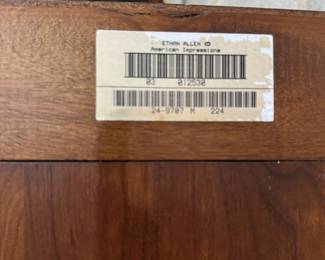 ETHAN ALLEN ®
American Impressions
03 012530
24-9707 M 224